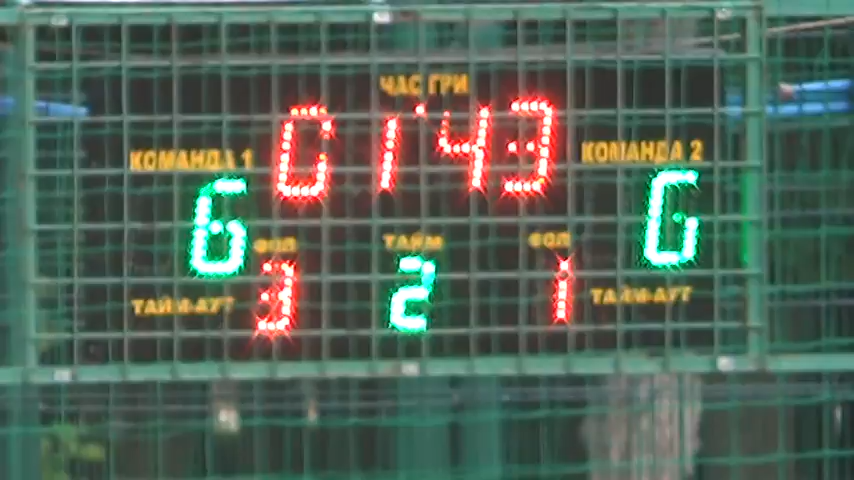 ЧАС ГРИ
01:43
КОМАНДА 1
КОМАНДА 2
6
6
ФОЛ
ТАЙМ
ФОЛ
3
2
1
ТАЙМ-АУТ
ТАЙМ-АУТ